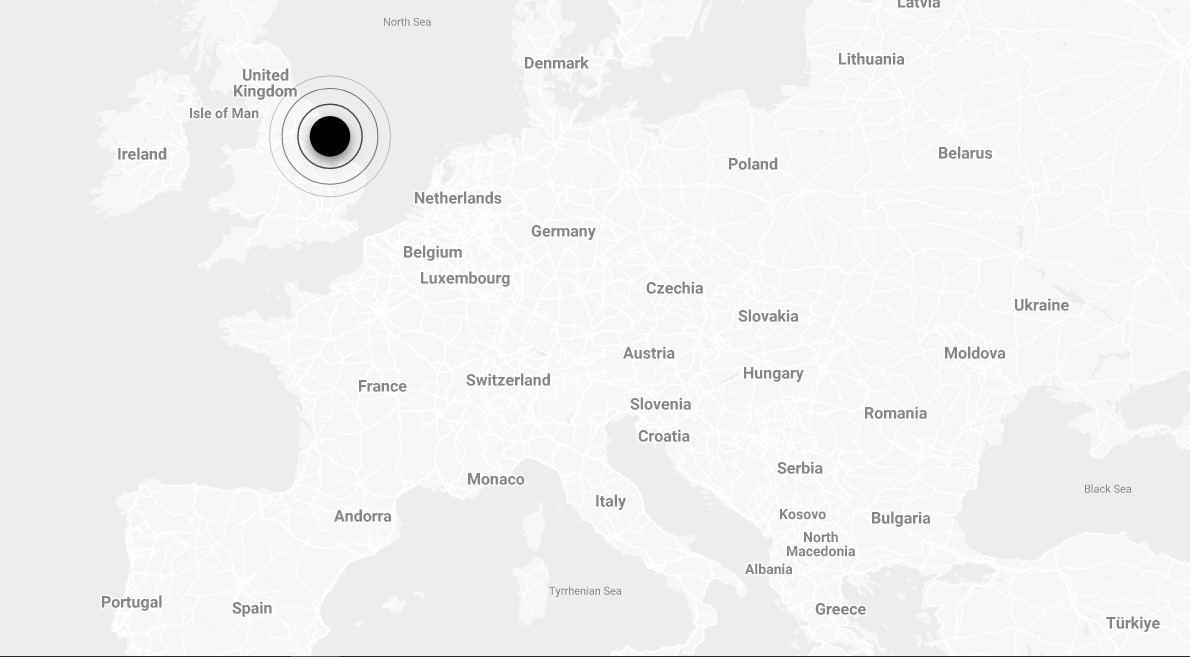 Latvia
North Sea
Lithuania
Denmark
United
Kingdom
Isle of Man
Ireland
Belarus
Poland
Netherlands
Germany
Belgium
Luxembourg
Czechia
Ukraine
Slovakia
Austria
Moldova
Hungary
Switzerland
France
Slovenia
Romania
Croatia
Serbia
Monaco
Black Sea
Italy
Kosovo
Andorra
Bulgaria
North
Macedonia
Albania
Tyrrhenian Sea
Portugal
Spain
Greece
Türkiye